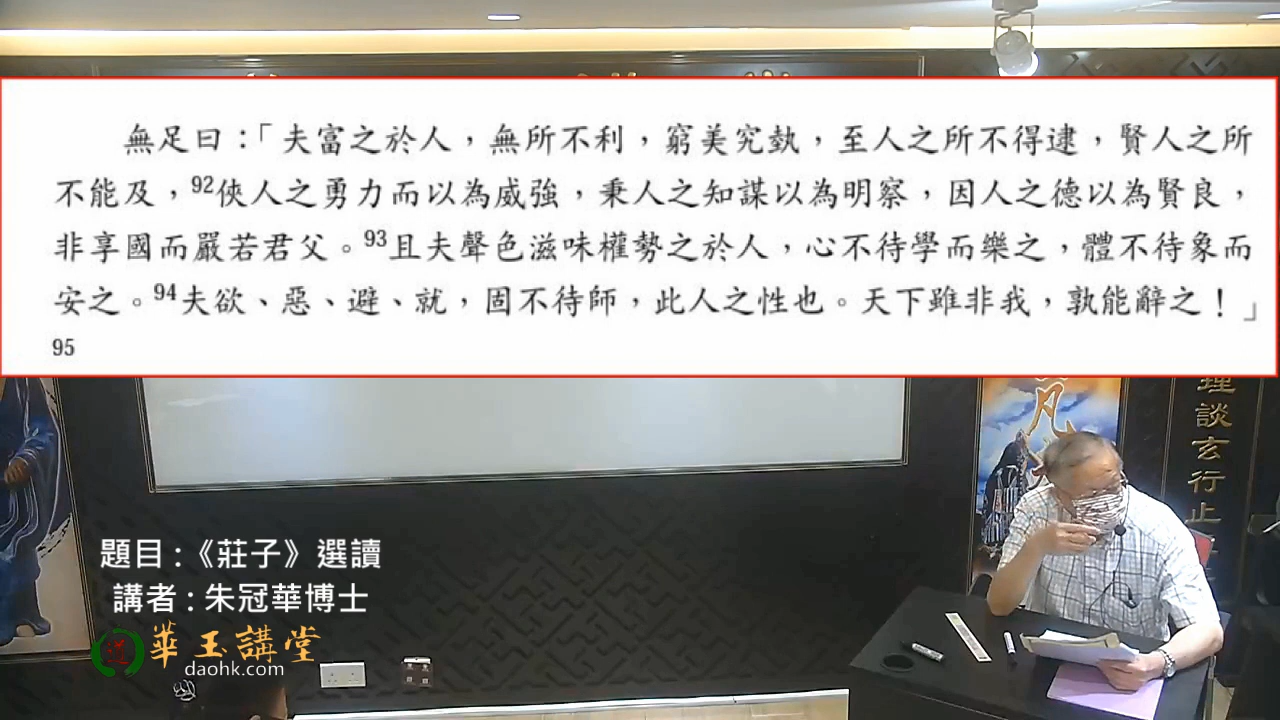 無足曰：「夫富之於人，無所不利，窮美究埶，至人之所不得逮，賢人之所
不能及，92俠人之勇力而以為威強，秉人之知謀以為明察，因人之德以為賢良，
非享國而嚴若君父。93且夫聲色滋味權勢之於人，心不待學而樂之，體不待象而
安之。94夫欲、惡、避、就，固不待師，此人之性也。天下雖非我，孰能辭之！」
95
凡
理談玄行止
題目：《莊子》選讀
講者：朱冠華博士
道
華玉講堂
daohk.com